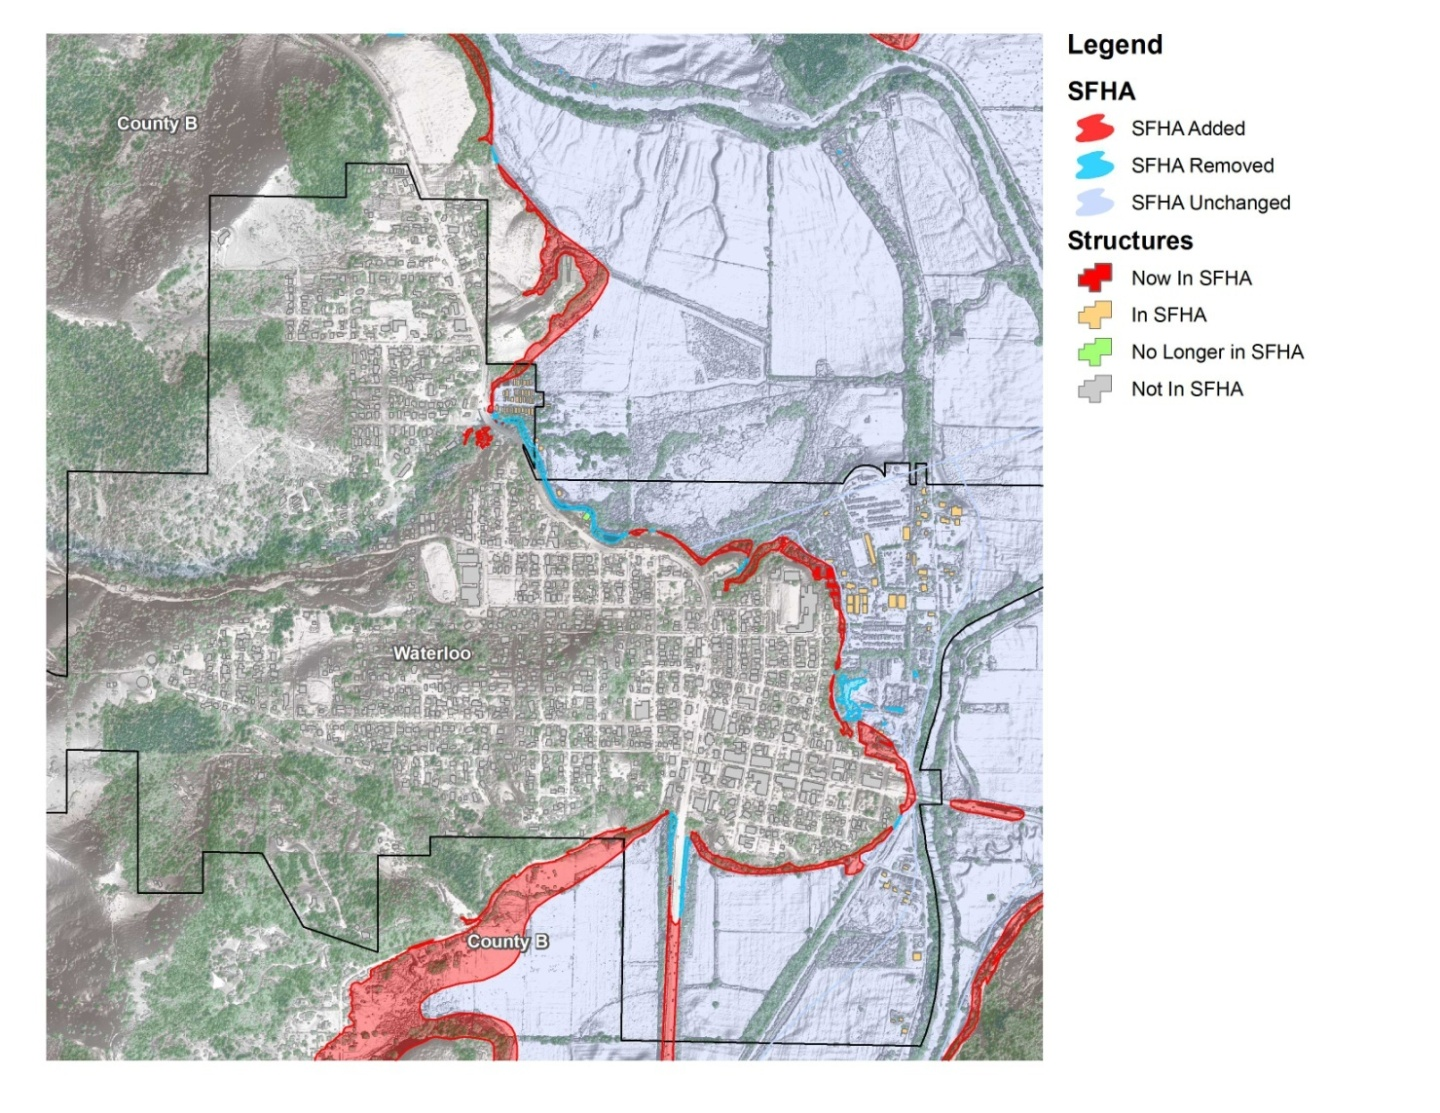 County B
Waterloo
County B
Legend
SFHA
SFHA Added
SFHA Removed
SFHA Unchanged
Structures
Now In SFHA
In SFHA
No Longer in SFHA
Not In SFHA